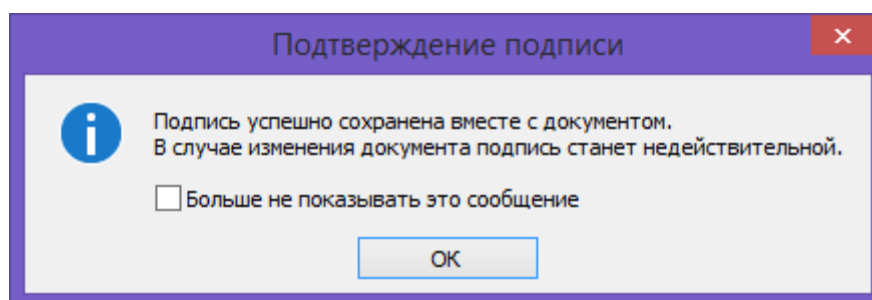 Подтверждение подписи
Подпись успешно сохранена вместе с документом.
В случае изменения документа подпись станет недействительной.
Больше не показывать это сообщение
ОК